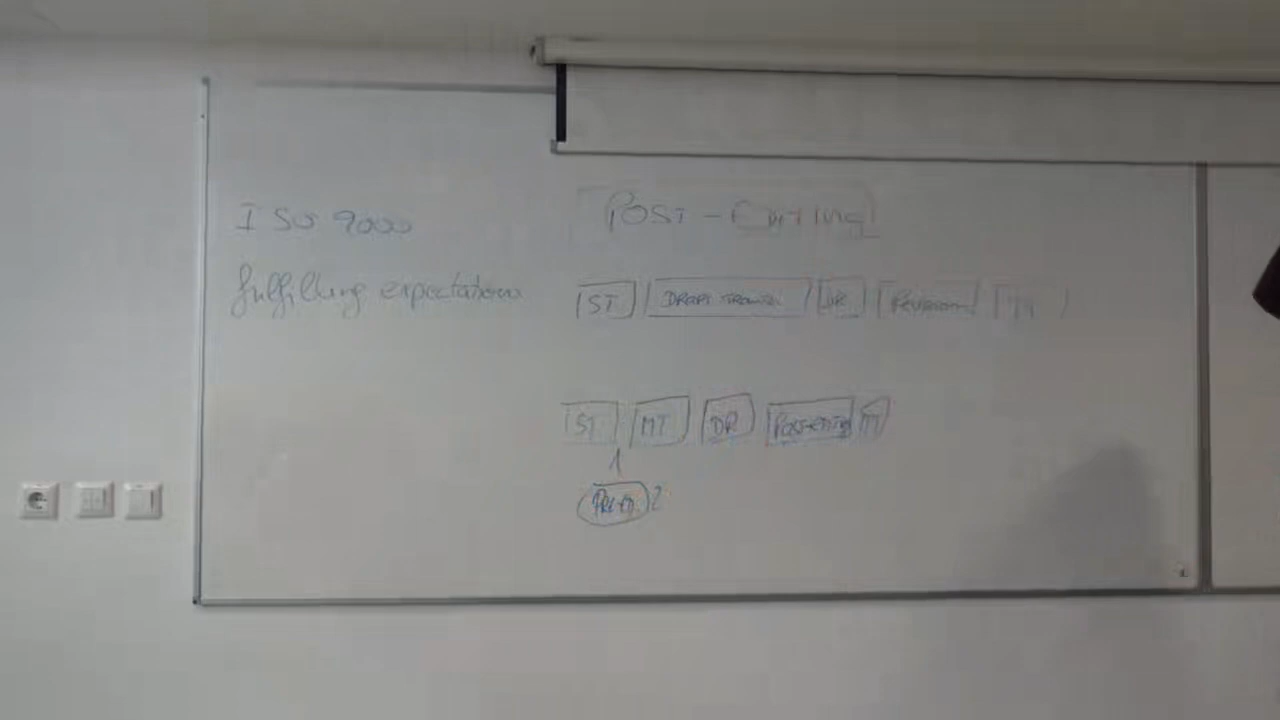 ISO 9000
fulfilling expectations
POST - Editing
ST DRAFT DR Revision TT
ST MT DR Post-editing TT
Pre-ed. ?